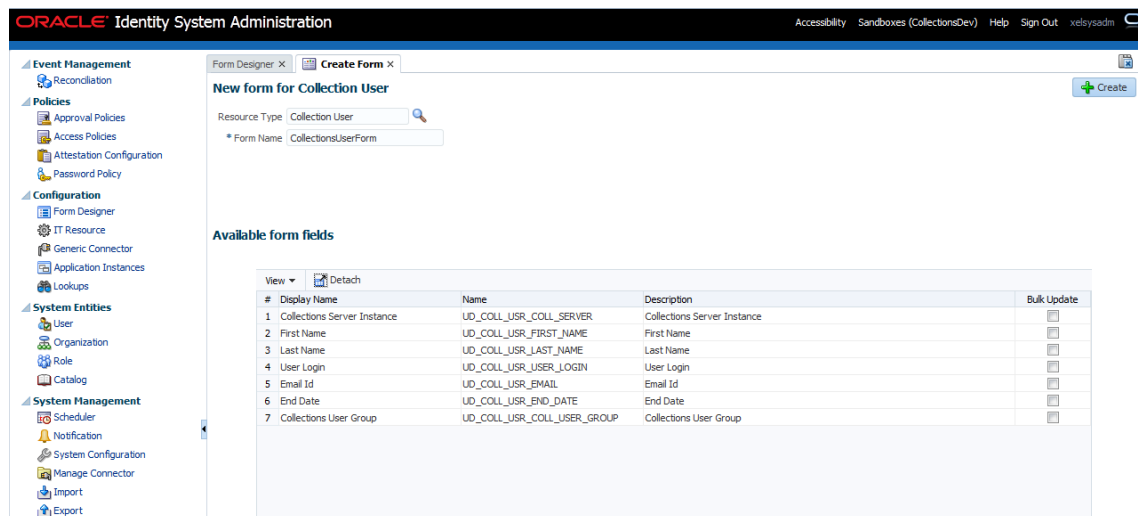 ORACLE Identity System Administration
Accessibility Sandboxes (CollectionsDev) Help Sign Out xelsysadm
Event Management
Reconciliation
Policies
Approval Policies
Access Policies
Attestation Configuration
Password Policy
Configuration
Form Designer
IT Resource
Generic Connector
Application Instances
Lookups
System Entities
User
Organization
Role
Catalog
System Management
Scheduler
Notification
System Configuration
Manage Connector
Import
Export
Form Designer × Create Form ×
New form for Collection User
Create
Resource Type Collection User
* Form Name CollectionsUserForm
Available form fields
View Detach
# Display Name Name Description Bulk Update
1 Collections Server Instance UD_COLL_USR_COLL_SERVER Collections Server Instance
2 First Name UD_COLL_USR_FIRST_NAME First Name
3 Last Name UD_COLL_USR_LAST_NAME Last Name
4 User Login UD_COLL_USR_USER_LOGIN User Login
5 Email Id UD_COLL_USR_EMAIL Email Id
6 End Date UD_COLL_USR_END_DATE End Date
7 Collections User Group UD_COLL_USR_COLL_USER_GROUP Collections User Group